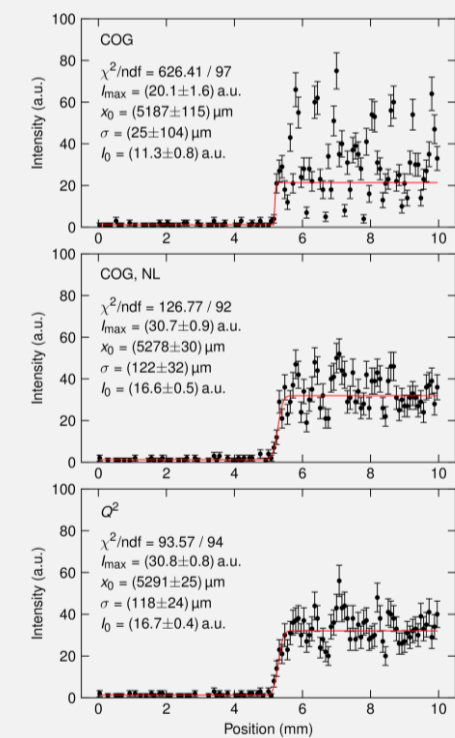 100
80
60
40
20
0
Intensity (a.u.)
COG
χ²/ndf = 626.41 / 97
Imax = (20.1±1.6) a.u.
x0 = (5187±115) μm
σ = (25±104) μm
I0 = (11.3±0.8) a.u.
0 2 4 6 8 10
100
80
60
40
20
0
Intensity (a.u.)
COG, NL
χ²/ndf = 126.77 / 92
Imax = (30.7±0.9) a.u.
x0 = (5278±30) μm
σ = (122±32) μm
I0 = (16.6±0.5) a.u.
0 2 4 6 8 10
100
80
60
40
20
0
Intensity (a.u.)
Q²
χ²/ndf = 93.57 / 94
Imax = (30.8±0.8) a.u.
x0 = (5291±25) μm
σ = (118±24) μm
I0 = (16.7±0.4) a.u.
0 2 4 6 8 10
Position (mm)